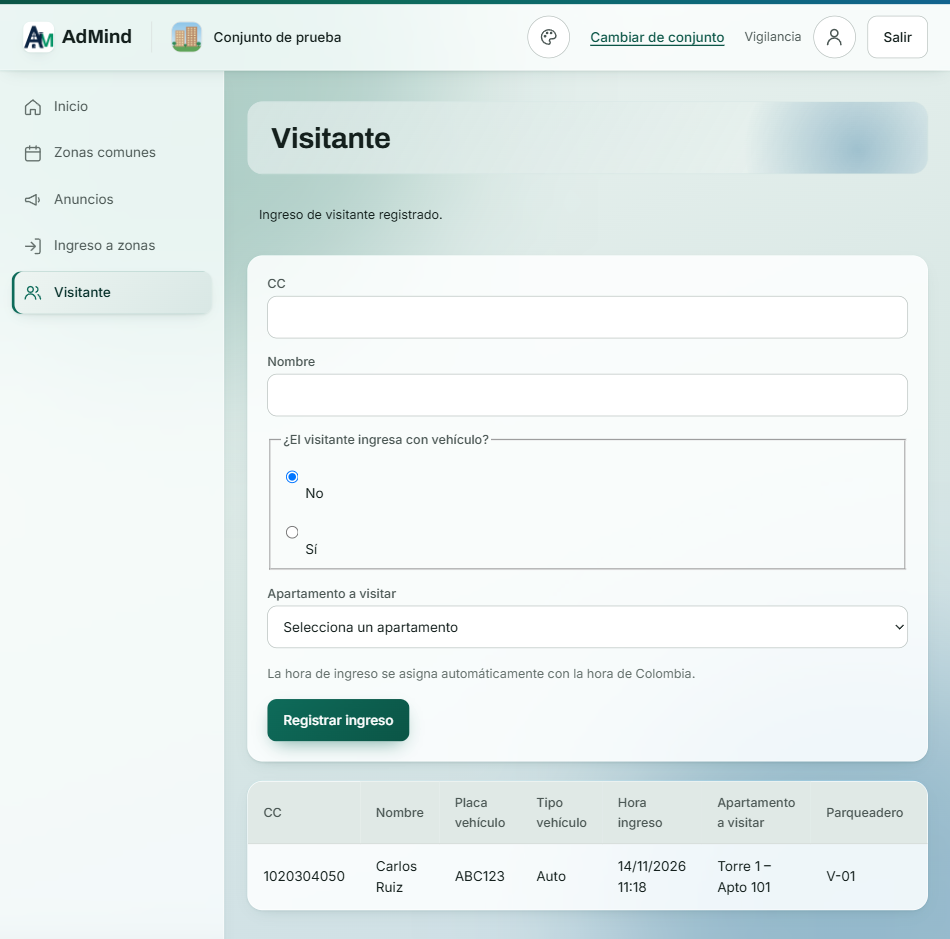 AM AdMind
Conjunto de prueba
Cambiar de conjunto
Vigilancia
Salir
Inicio
Zonas comunes
Anuncios
Ingreso a zonas
Visitante
Visitante
Ingreso de visitante registrado.
CC
Nombre
¿El visitante ingresa con vehículo?
No
Sí
Apartamento a visitar
Selecciona un apartamento
La hora de ingreso se asigna automáticamente con la hora de Colombia.
Registrar ingreso
CC
Nombre
Placa
vehículo
Tipo
vehículo
Hora
ingreso
Apartamento
a visitar
Parqueadero
1020304050
Carlos
Ruiz
ABC123
Auto
14/11/2026
11:18
Torre 1 –
Apto 101
V-01